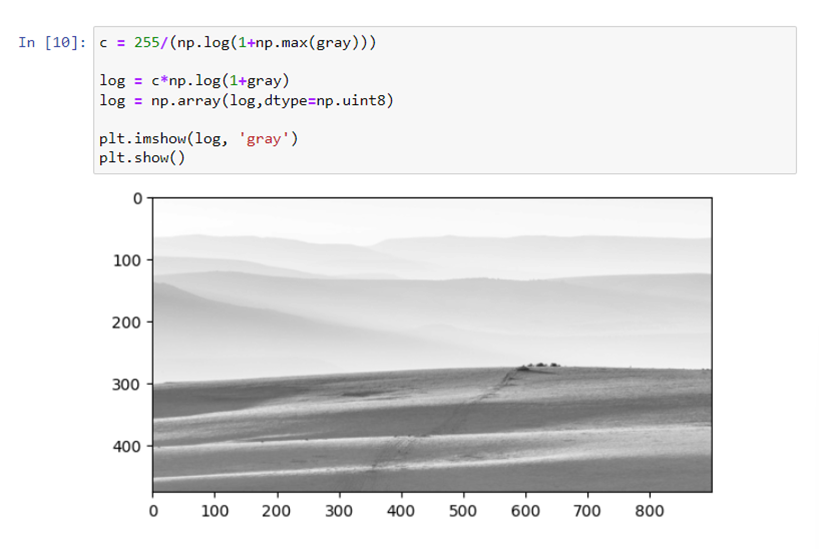 In [10]: c = 255/(np.log(1+np.max(gray)))
log = c*np.log(1+gray)
log = np.array(log,dtype=np.uint8)
plt.imshow(log, 'gray')
plt.show()
0
100
200
300
400
0 100 200 300 400 500 600 700 800